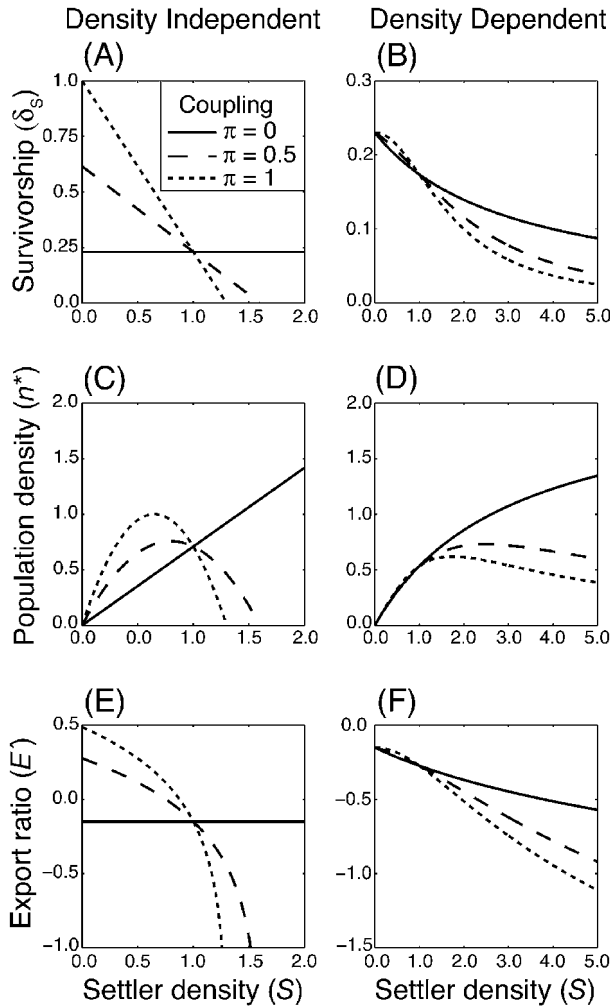 Density Independent
Density Dependent
(A)
(B)
Survivorship (δs)
1.0
0.75
0.5
0.25
0.0
Coupling
π = 0
π = 0.5
π = 1
0.0 0.5 1.0 1.5 2.0
0.3
0.2
0.1
0.0
0.0 1.0 2.0 3.0 4.0 5.0
(C)
(D)
Population density (n*)
2.0
1.5
1.0
0.5
0.0
0.0 0.5 1.0 1.5 2.0
2.0
1.5
1.0
0.5
0.0
0.0 1.0 2.0 3.0 4.0 5.0
(E)
(F)
Export ratio (E)
0.5
0.0
−0.5
−1.0
0.0 0.5 1.0 1.5 2.0
Settler density (S)
0.0
−0.5
−1.0
−1.5
0.0 1.0 2.0 3.0 4.0 5.0
Settler density (S)